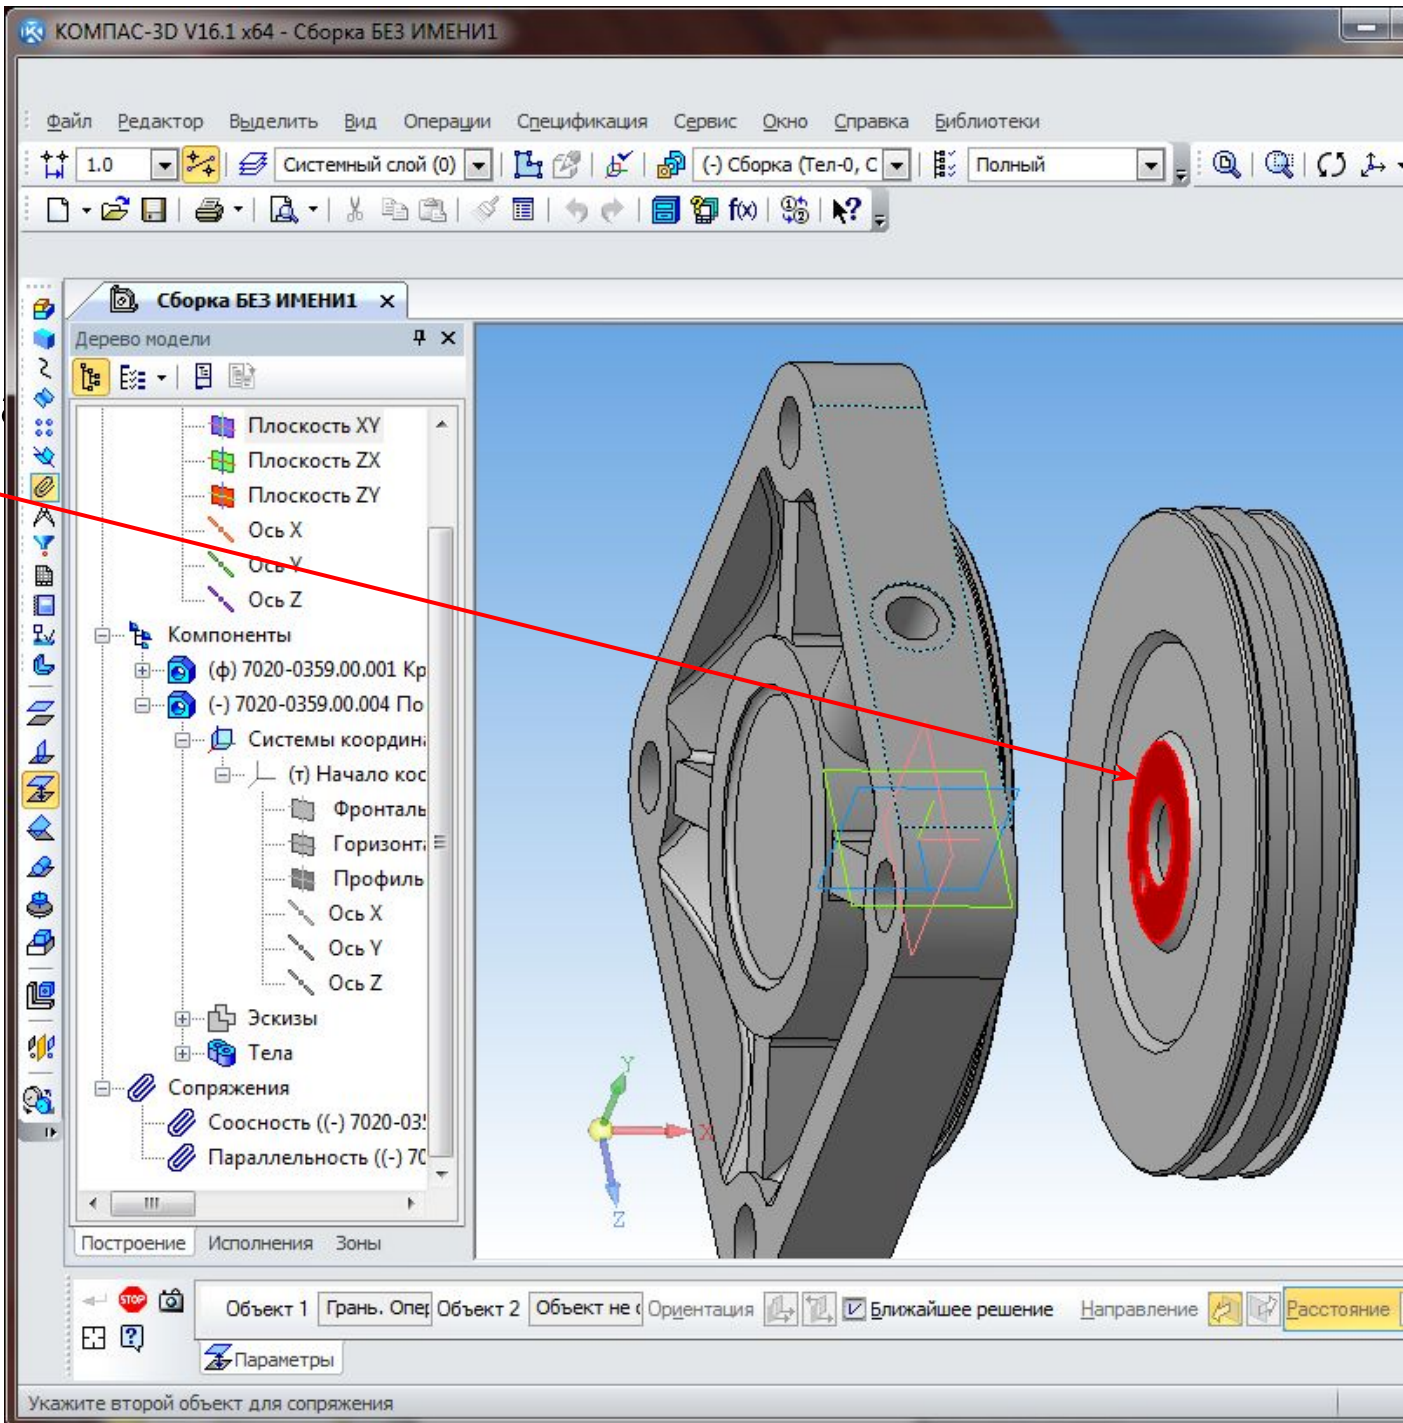 КОМПАС-3D V16.1 x64 - Сборка БЕЗ ИМЕНИ1
Файл Редактор Выделить Вид Операции Спецификация Сервис Окно Справка Библиотеки
1.0 Системный слой (0) (-) Сборка (Тел-0, С Полный
f(x)
Сборка БЕЗ ИМЕНИ1
Дерево модели
Плоскость XY
Плоскость ZX
Плоскость ZY
Ось X
Ось Y
Ось Z
Компоненты
(ф) 7020-0359.00.001 Кр
(-) 7020-0359.00.004 По
Системы координ
(т) Начало коо
Фронталь
Горизонт
Профиль
Ось X
Ось Y
Ось Z
Эскизы
Тела
Сопряжения
Соосность ((-) 7020-03
Параллельность ((-) 70
Y
X
Z
Построение Исполнения Зоны
STOP Объект 1 Грань. Опер Объект 2 Объект не Ориентация Ближайшее решение Направление Расстояние
Параметры
Укажите второй объект для сопряжения